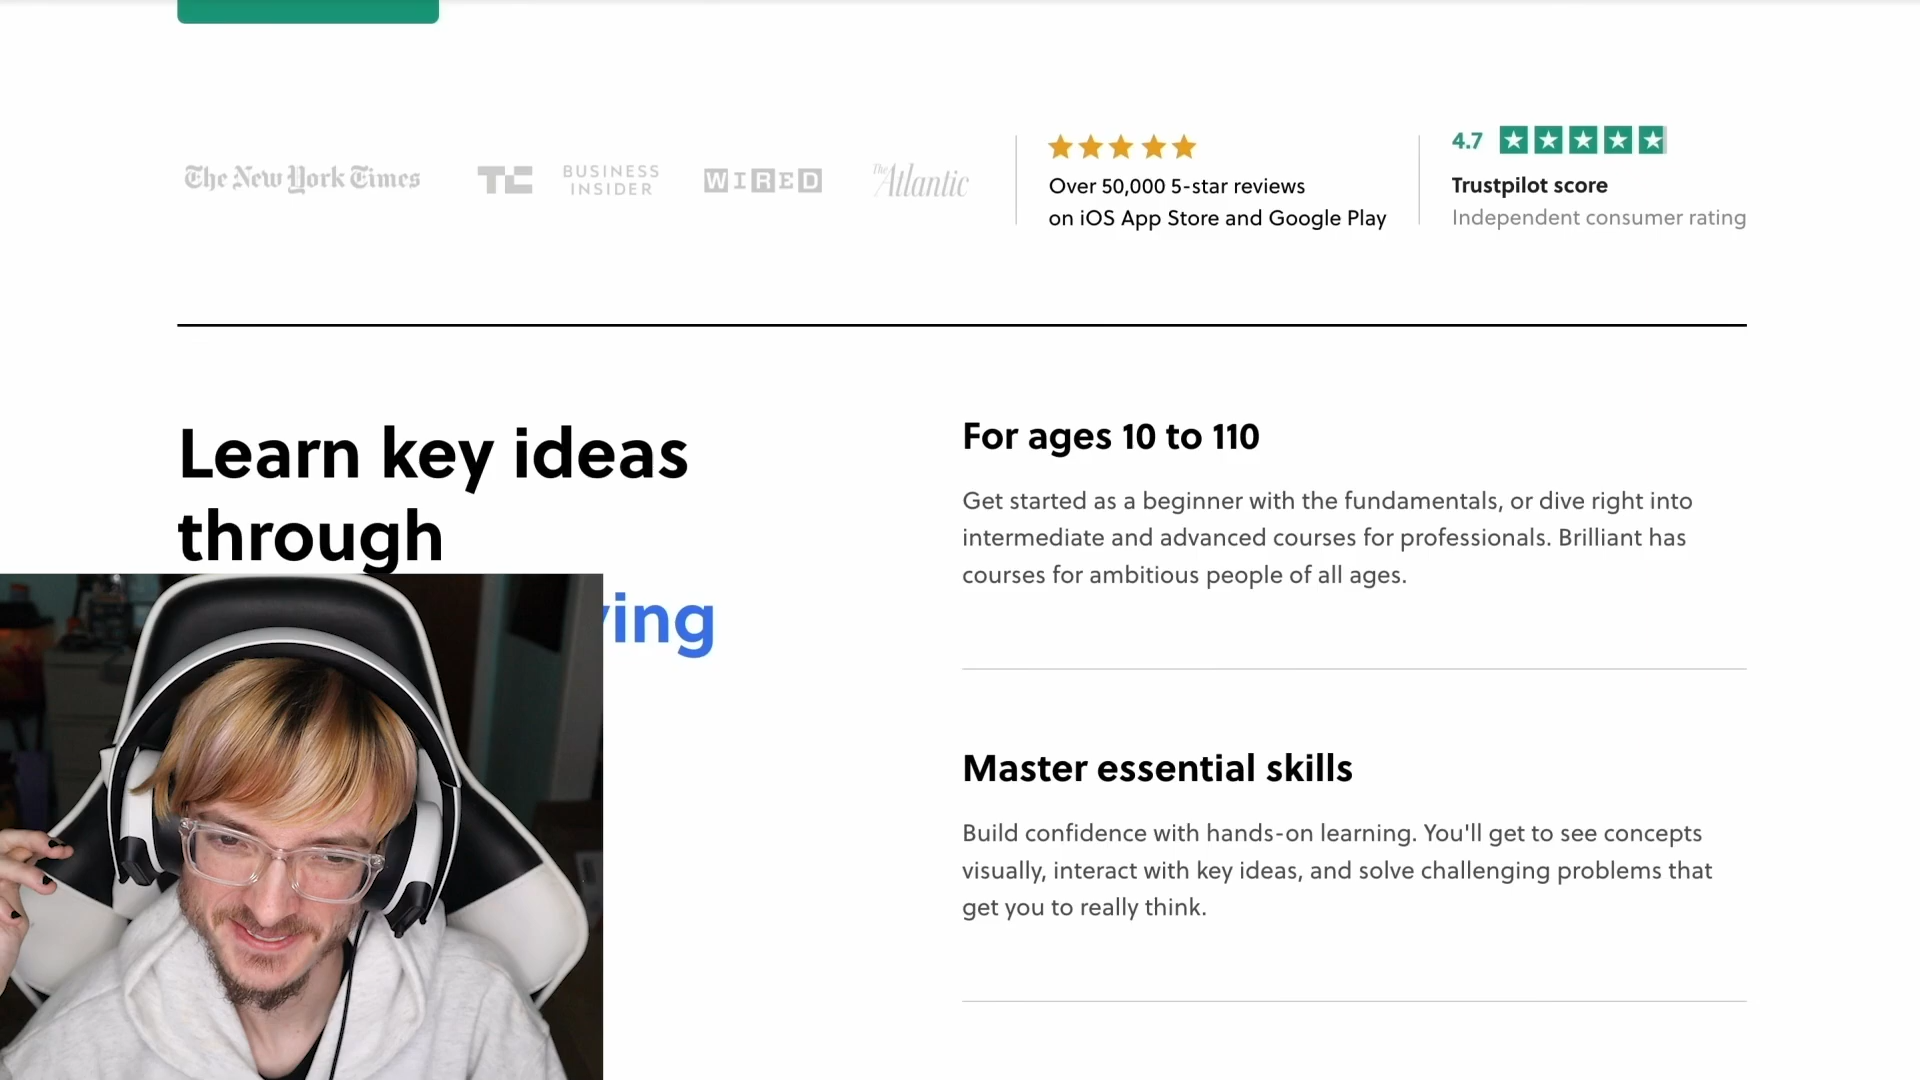 The New York Times
TC
BUSINESS
INSIDER
WIRED
The Atlantic
Over 50,000 5-star reviews
on iOS App Store and Google Play
4.7
Trustpilot score
Independent consumer rating
Learn key ideas
through
ing
For ages 10 to 110
Get started as a beginner with the fundamentals, or dive right into
intermediate and advanced courses for professionals. Brilliant has
courses for ambitious people of all ages.
Master essential skills
Build confidence with hands-on learning. You'll get to see concepts
visually, interact with key ideas, and solve challenging problems that
get you to really think.